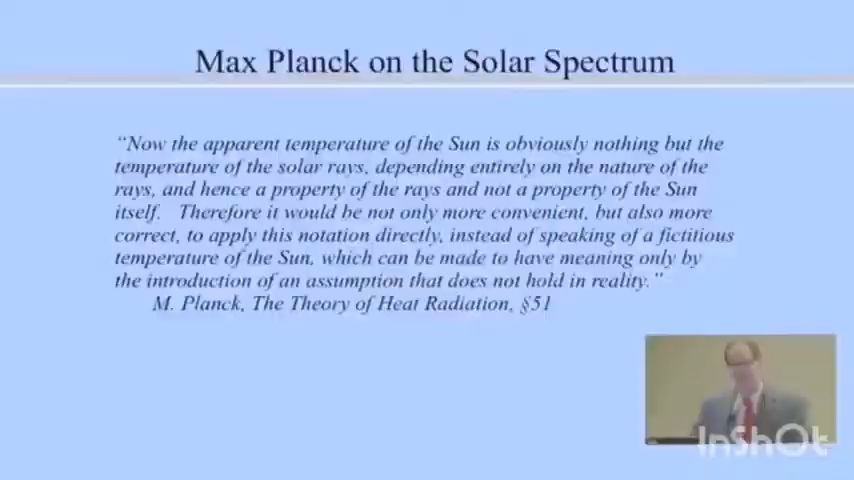 Max Planck on the Solar Spectrum
“Now the apparent temperature of the Sun is obviously nothing but the
temperature of the solar rays, depending entirely on the nature of the
rays, and hence a property of the rays and not a property of the Sun
itself.   Therefore it would be not only more convenient, but also more
correct, to apply this notation directly, instead of speaking of a fictitious
temperature of the Sun, which can be made to have meaning only by
the introduction of an assumption that does not hold in reality.”
M. Planck, The Theory of Heat Radiation, §51
InShOt